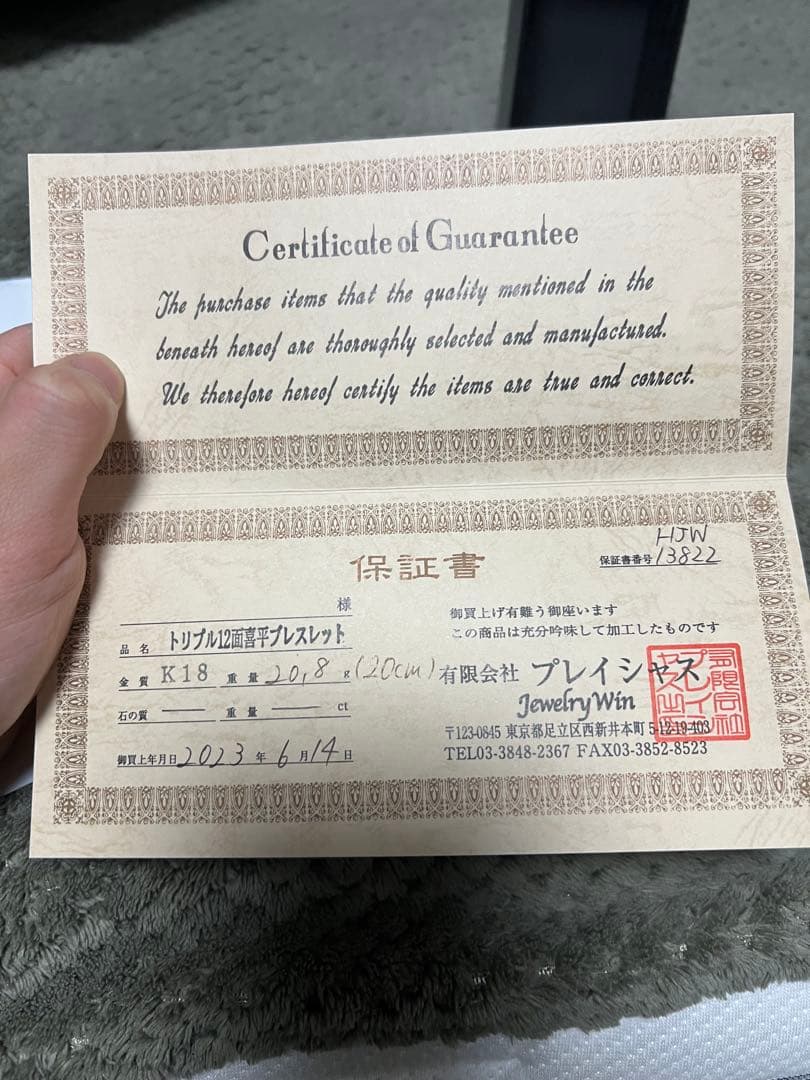 Certificate of Guarantee
The purchase items that the quality mentioned in the
beneath hereof are thoroughly selected and manufactured.
We therefore hereof certify the items are true and correct.
保証書
HJW
保証書番号 13822
様
品名 トリプル12面喜平ブレスレット
金質 K18 重量 20,8 g (20cm)
石の質 ― 重量 ― ct
御買上年月日 2023 年 6 月 14 日
御買上げ有難う御座います
この商品は充分吟味して加工したものです
有限会社 プレイシャス
JewelryWin
〒123-0845 東京都足立区西新井本町5-12-19-403
TEL03-3848-2367 FAX03-3852-8523